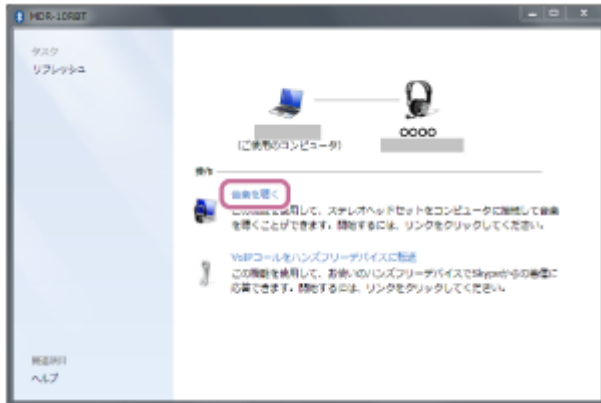 MDR-10RBT
タスク
リフレッシュ
(ご使用のコンピュータ)
○○○○
操作
音楽を聴く
この機能を使用して、ステレオヘッドセットをコンピュータに接続して音楽
を聴くことができます。開始するには、リンクをクリックしてください。
VoIPコールをハンズフリーデバイスに転送
この機能を使用して、お使いのハンズフリーデバイスでSkypeからの着信に
応答できます。開始するには、リンクをクリックしてください。
関連項目
ヘルプ